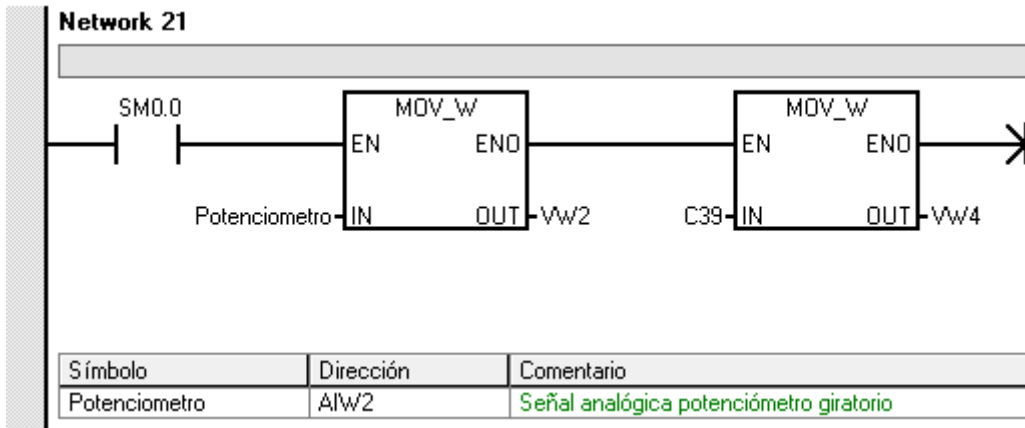 Network 21
SM0.0
MOV_W MOV_W
EN ENO EN ENO
Potenciometro IN OUT VW2 C39 IN OUT VW4
Símbolo Dirección Comentario
Potenciometro AIW2 Señal analógica potenciómetro giratorio